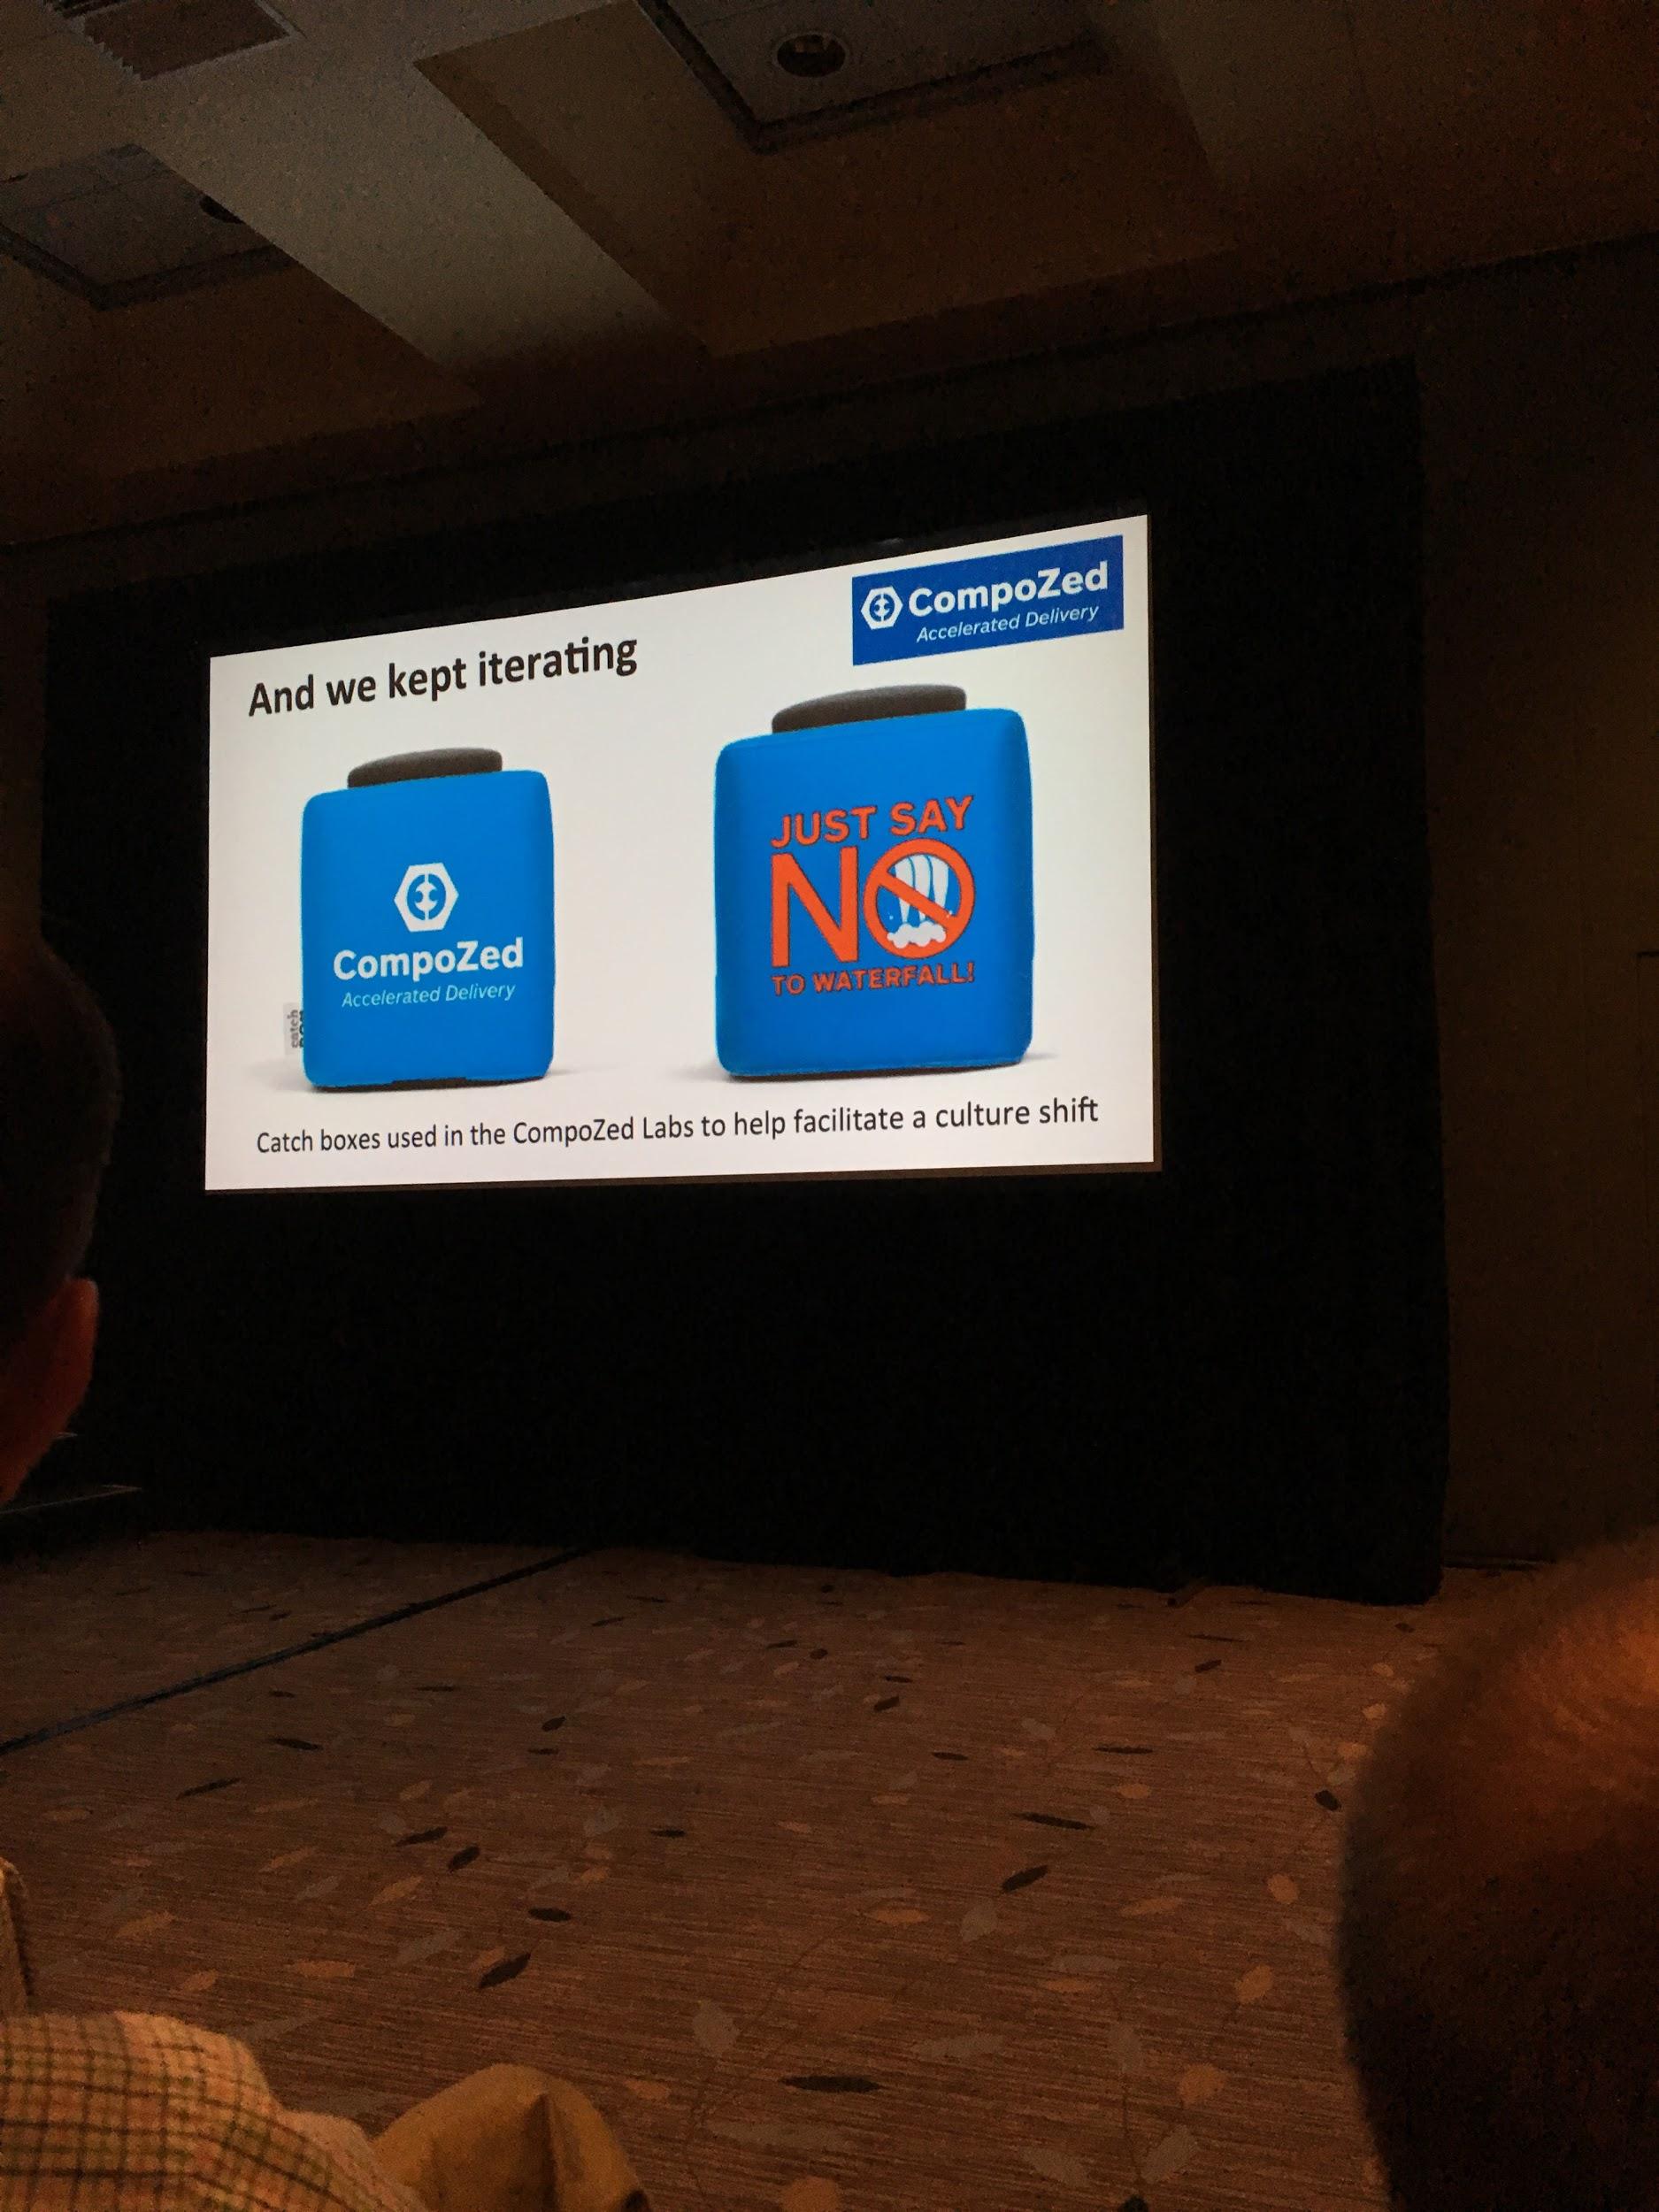 CompoZed
Accelerated Delivery
And we kept iterating
CompoZed
Accelerated Delivery
catch
JUST SAY
NO
TO WATERFALL!
Catch boxes used in the CompoZed Labs to help facilitate a culture shift